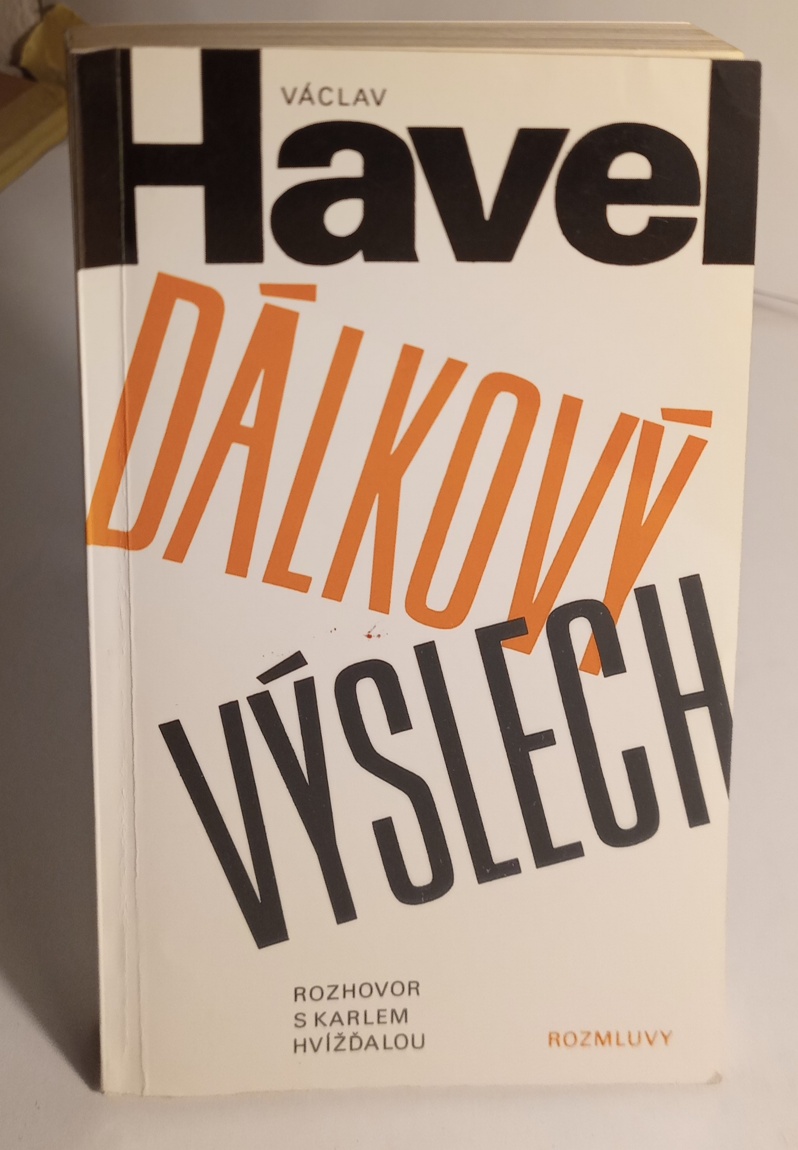 VÁCLAV
Havel
DÁLKOVÝ
VÝSLECH
ROZHOVOR
S KARLEM
HVÍŽĎALOU
ROZMLUVY